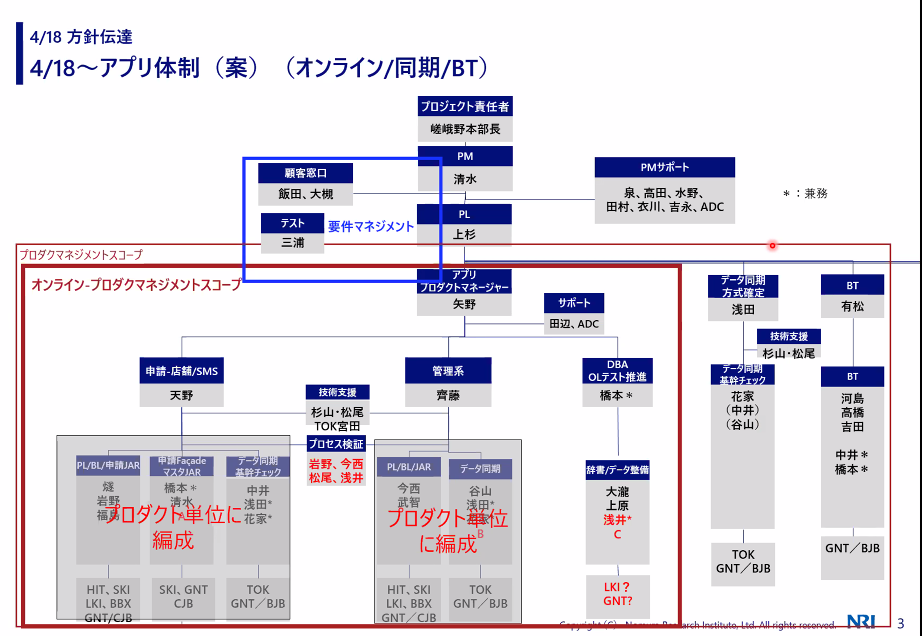 4/18 方針伝達
4/18～アプリ体制（案）（オンライン/同期/BT）
プロジェクト責任者
嵯峨野本部長
PM
清水
顧客窓口
飯田、大槻
PMサポート
泉、高田、水野、
田村、衣川、吉永、ADC
＊：兼務
テスト
三浦
要件マネジメント
PL
上杉
プロダクマネジメントスコープ
オンライン-プロダクマネジメントスコープ
アプリ
プロダクトマネージャー
矢野
サポート
田辺、ADC
データ同期
方式確定
浅田
BT
有松
技術支援
杉山・松尾
申請-店舗/SMS
天野
管理系
齊藤
DBA
OLテスト推進
橋本＊
技術支援
杉山・松尾
TOK宮田
プロセス検証
岩野、今西
松尾、浅井
データ同期
基幹チェック
花家
（中井）
（谷山）
BT
河島
高橋
吉田
中井＊
橋本＊
PL/BL/申請JAR
燧
岩野
福島
申請Façade
マスタJAR
橋本＊
清水
データ同期
基幹チェック
中井
浅田*
花家*
プロダクト単位に
編成
PL/BL/JAR
今西
武智
データ同期
谷山
浅田*
プロダクト単位
に編成
B
辞書/データ整備
大瀧
上原
浅井*
C
HIT、SKI
LKI、BBX
GNT/CJB
SKI、GNT
CJB
TOK
GNT／BJB
HIT、SKI
LKI、BBX
GNT/CJB
TOK
GNT／BJB
LKI？
GNT?
TOK
GNT／BJB
GNT／BJB
Copyright（C） Nomura Research Institute, Ltd. All rights reserved.
NRI
3